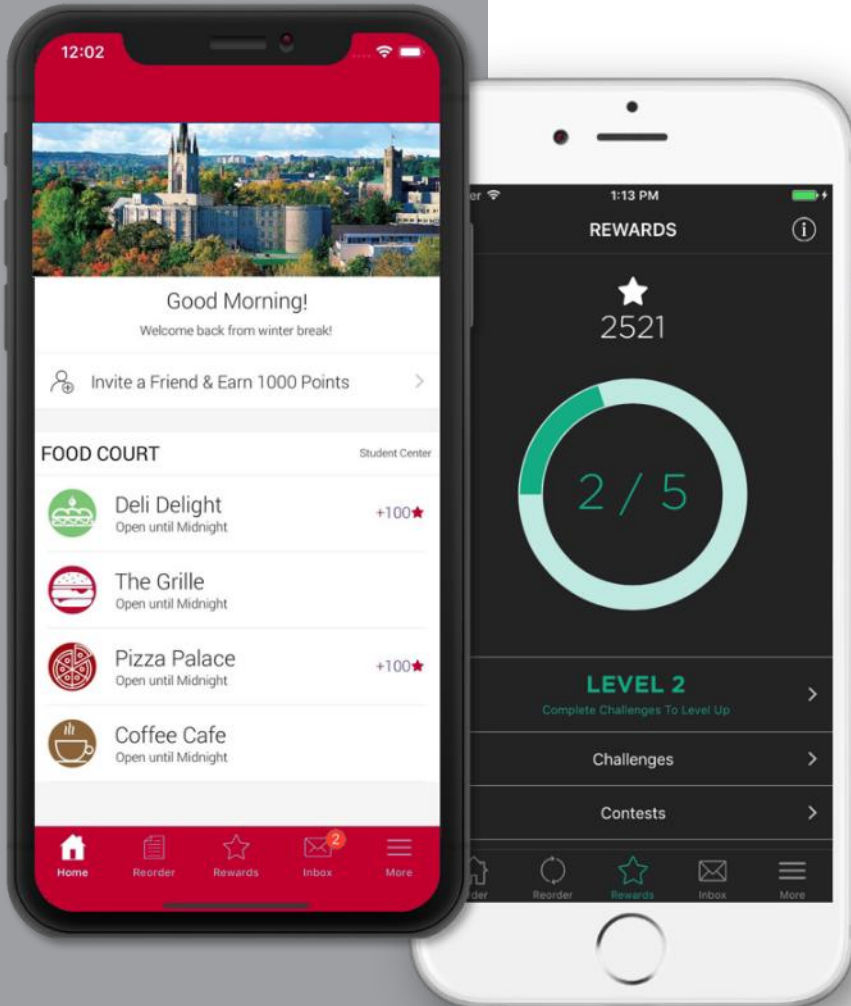 12:02
Good Morning!
Welcome back from winter break!
Invite a Friend & Earn 1000 Points
FOOD COURT
Student Center
Deli Delight
Open until Midnight
+100
The Grille
Open until Midnight
Pizza Palace
Open until Midnight
+100
Coffee Cafe
Open until Midnight
Home
Reorder
Rewards
2
Inbox
More
er
1:13 PM
REWARDS
i
2521
2 / 5
LEVEL 2
Complete Challenges To Level Up
Challenges
Contests
der
Reorder
Rewards
Inbox
More